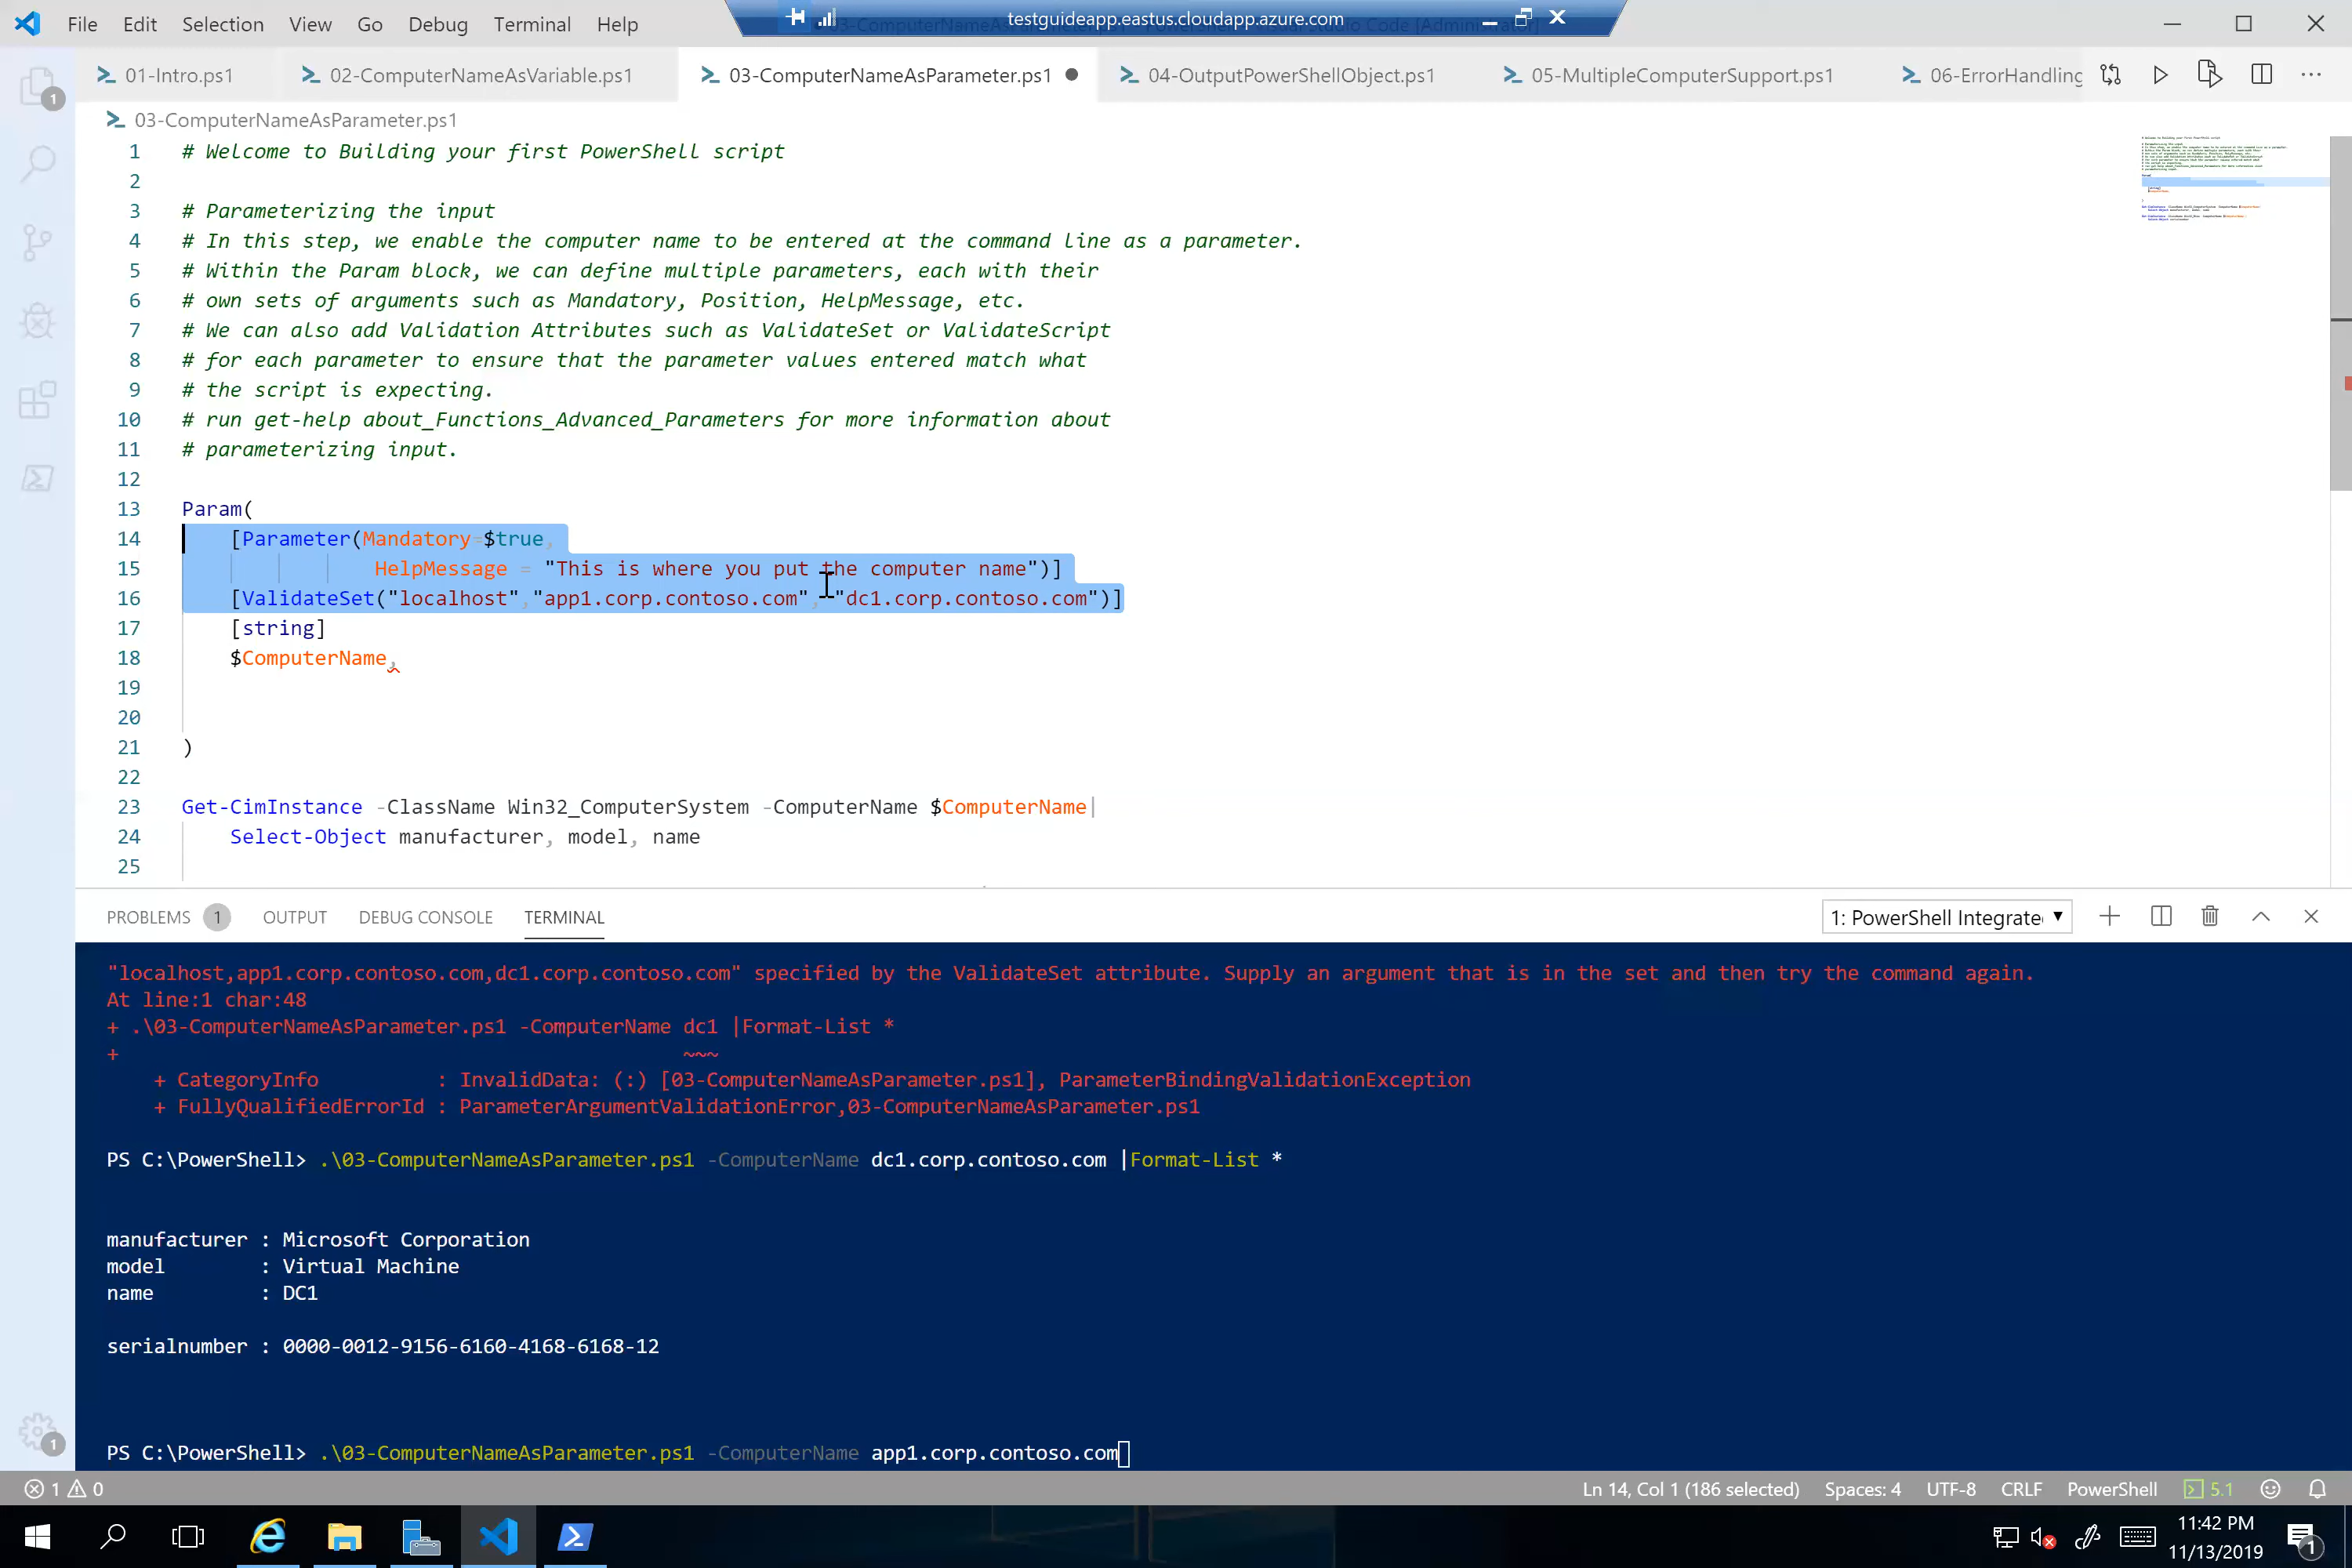 File Edit Selection View Go Debug Terminal Help
testguideapp.eastus.cloudapp.azure.com
01-Intro.ps1 02-ComputerNameAsVariable.ps1 03-ComputerNameAsParameter.ps1 04-OutputPowerShellObject.ps1 05-MultipleComputerSupport.ps1 06-ErrorHandling
03-ComputerNameAsParameter.ps1
1 # Welcome to Building your first PowerShell script
2
3 # Parameterizing the input
4 # In this step, we enable the computer name to be entered at the command line as a parameter.
5 # Within the Param block, we can define multiple parameters, each with their
6 # own sets of arguments such as Mandatory, Position, HelpMessage, etc.
7 # We can also add Validation Attributes such as ValidateSet or ValidateScript
8 # for each parameter to ensure that the parameter values entered match what
9 # the script is expecting.
10 # run get-help about_Functions_Advanced_Parameters for more information about
11 # parameterizing input.
12
13 Param(
14 [Parameter(Mandatory=$true,
15 HelpMessage = "This is where you put the computer name")]
16 [ValidateSet("localhost","app1.corp.contoso.com", "dc1.corp.contoso.com")]
17 [string]
18 $ComputerName,
19
20
21 )
22
23 Get-CimInstance -ClassName Win32_ComputerSystem -ComputerName $ComputerName|
24 Select-Object manufacturer, model, name
25
PROBLEMS 1 OUTPUT DEBUG CONSOLE TERMINAL 1: PowerShell Integrate
"localhost,app1.corp.contoso.com,dc1.corp.contoso.com" specified by the ValidateSet attribute. Supply an argument that is in the set and then try the command again.
At line:1 char:48
+ .\03-ComputerNameAsParameter.ps1 -ComputerName dc1 |Format-List *
+ ~~~
+ CategoryInfo : InvalidData: (:) [03-ComputerNameAsParameter.ps1], ParameterBindingValidationException
+ FullyQualifiedErrorId : ParameterArgumentValidationError,03-ComputerNameAsParameter.ps1
PS C:\PowerShell> .\03-ComputerNameAsParameter.ps1 -ComputerName dc1.corp.contoso.com |Format-List *
manufacturer : Microsoft Corporation
model : Virtual Machine
name : DC1
serialnumber : 0000-0012-9156-6160-4168-6168-12
PS C:\PowerShell> .\03-ComputerNameAsParameter.ps1 -ComputerName app1.corp.contoso.com
1 0 Ln 14, Col 1 (186 selected) Spaces: 4 UTF-8 CRLF PowerShell 5.1
11:42 PM
11/13/2019